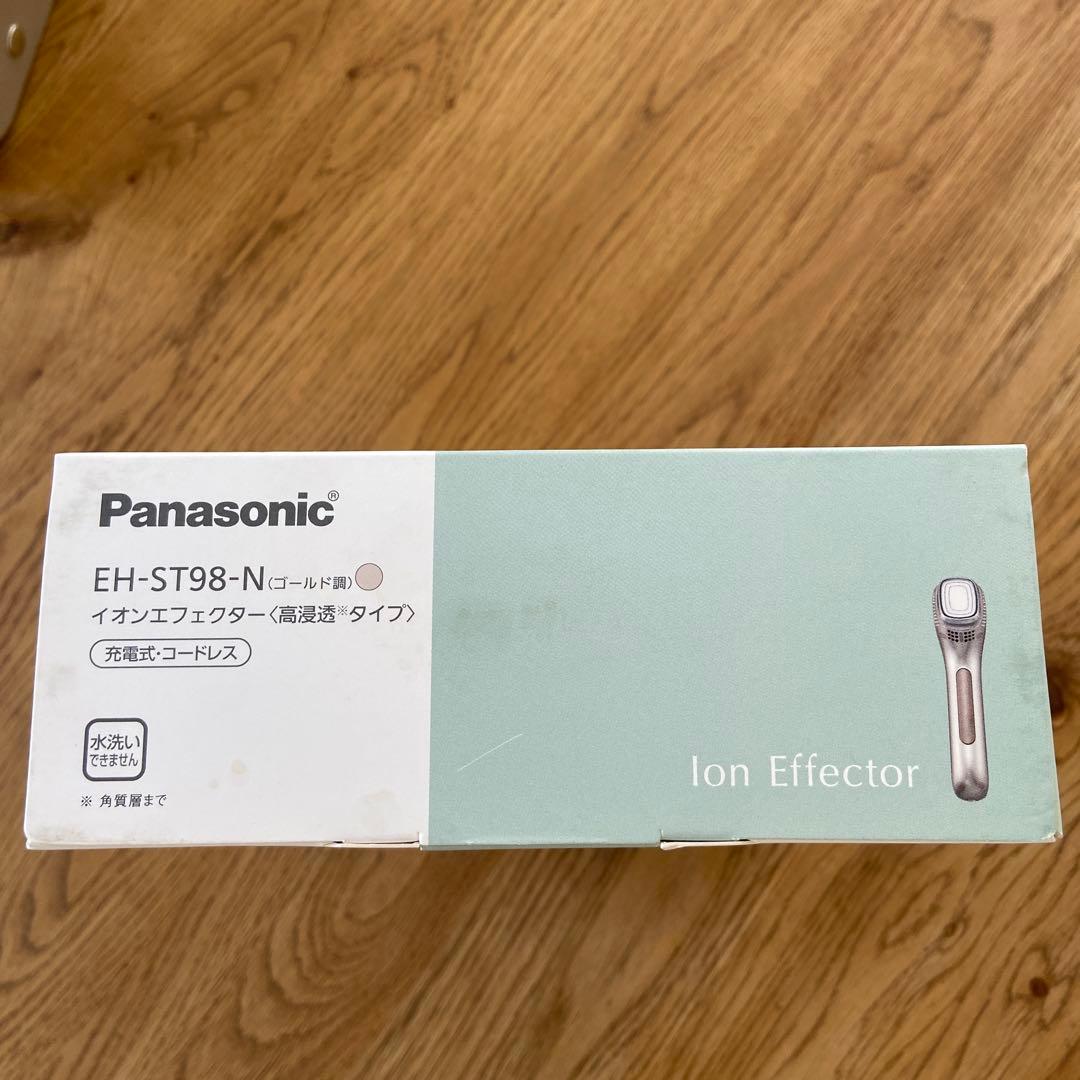 Panasonic®
EH-ST98-N(ゴールド調)
イオンエフェクター〈高浸透※タイプ〉
充電式・コードレス
水洗い
できません
※ 角質層まで
Ion Effector